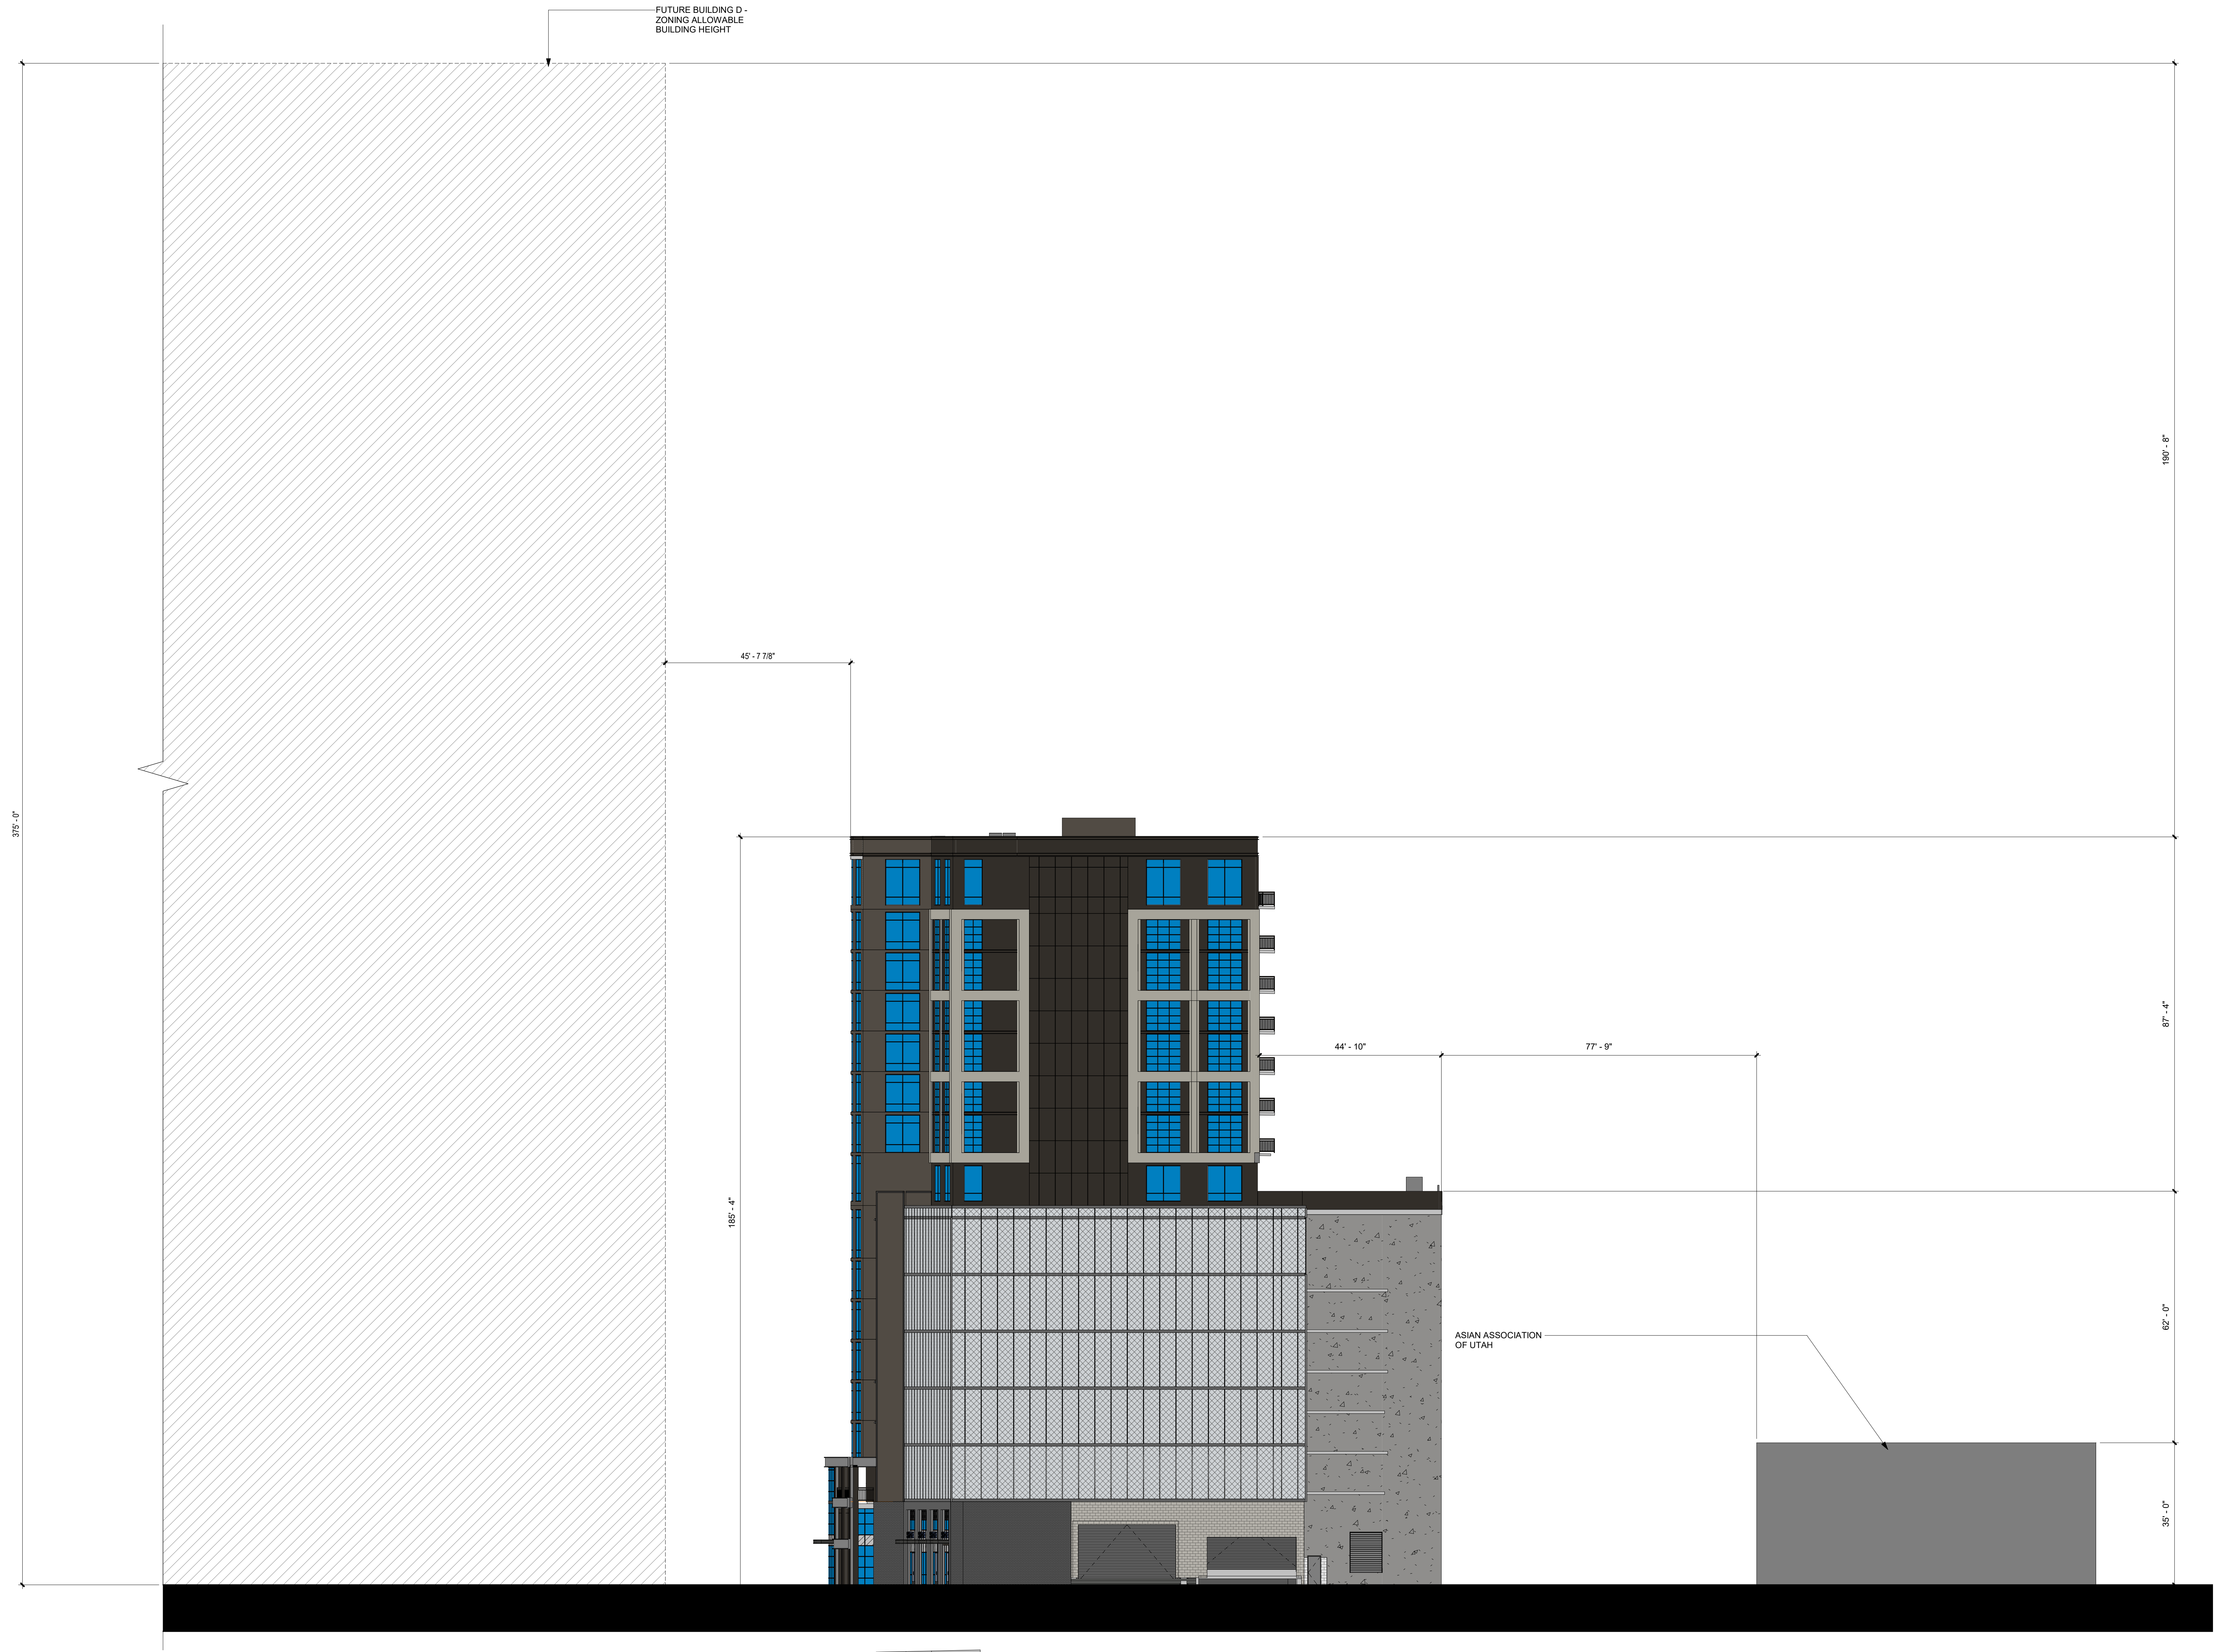 FUTURE BUILDING D -
ZONING ALLOWABLE
BUILDING HEIGHT
190' - 8"
45' - 7 7/8"
375' - 0"
87' - 4"
44' - 10"
77' - 9"
185' - 4"
62' - 0"
ASIAN ASSOCIATION
OF UTAH
35' - 0"